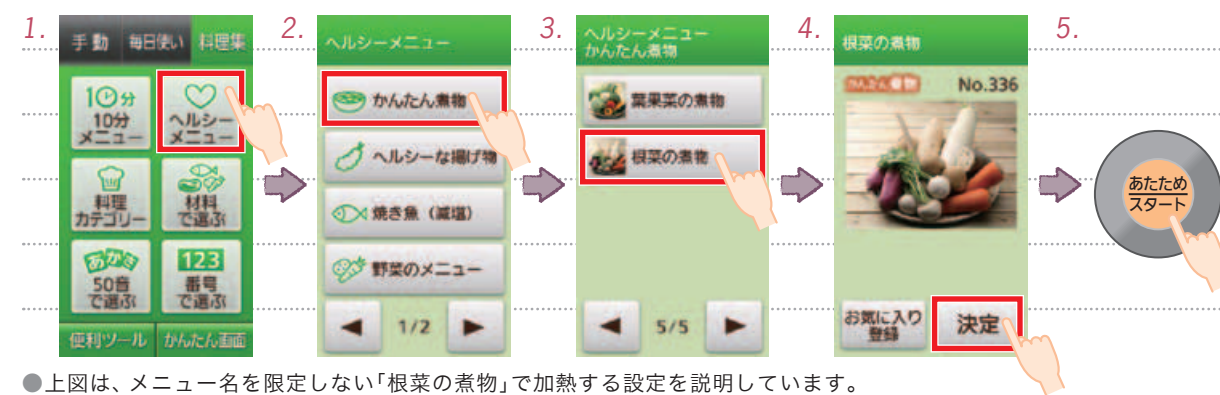 1.
手動 毎日使い 料理集
10分
10分
メニュー
ヘルシー
メニュー
料理
カテゴリー
材料
で選ぶ
あかさ
50音
で選ぶ
123
番号
で選ぶ
便利ツール かんたん画面
2.
ヘルシーメニュー
かんたん煮物
ヘルシーな揚げ物
焼き魚(減塩)
野菜のメニュー
1/2
3.
ヘルシーメニュー
かんたん煮物
葉果菜の煮物
根菜の煮物
5/5
4.
根菜の煮物
かんたん煮物 No.336
お気に入り
登録
決定
5.
あたため
スタート
●上図は、メニュー名を限定しない「根菜の煮物」で加熱する設定を説明しています。